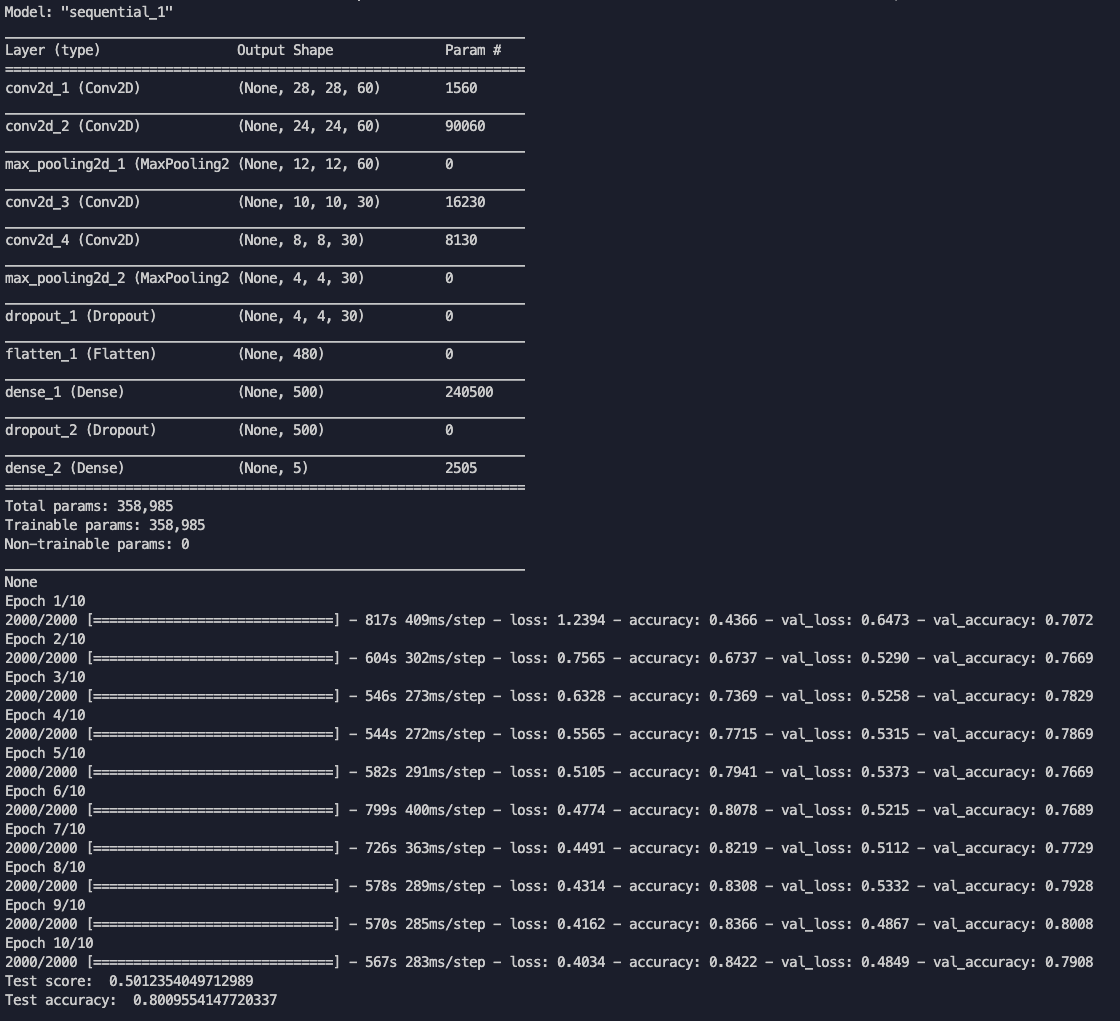 Model: "sequential_1"
_________________________________________________________________
Layer (type)                 Output Shape              Param #
=================================================================
conv2d_1 (Conv2D)            (None, 28, 28, 60)        1560
_________________________________________________________________
conv2d_2 (Conv2D)            (None, 24, 24, 60)        90060
_________________________________________________________________
max_pooling2d_1 (MaxPooling2 (None, 12, 12, 60)        0
_________________________________________________________________
conv2d_3 (Conv2D)            (None, 10, 10, 30)        16230
_________________________________________________________________
conv2d_4 (Conv2D)            (None, 8, 8, 30)          8130
_________________________________________________________________
max_pooling2d_2 (MaxPooling2 (None, 4, 4, 30)          0
_________________________________________________________________
dropout_1 (Dropout)          (None, 4, 4, 30)          0
_________________________________________________________________
flatten_1 (Flatten)          (None, 480)               0
_________________________________________________________________
dense_1 (Dense)              (None, 500)               240500
_________________________________________________________________
dropout_2 (Dropout)          (None, 500)               0
_________________________________________________________________
dense_2 (Dense)              (None, 5)                 2505
=================================================================
Total params: 358,985
Trainable params: 358,985
Non-trainable params: 0
_________________________________________________________________
None
Epoch 1/10
2000/2000 [==============================] - 817s 409ms/step - loss: 1.2394 - accuracy: 0.4366 - val_loss: 0.6473 - val_accuracy: 0.7072
Epoch 2/10
2000/2000 [==============================] - 604s 302ms/step - loss: 0.7565 - accuracy: 0.6737 - val_loss: 0.5290 - val_accuracy: 0.7669
Epoch 3/10
2000/2000 [==============================] - 546s 273ms/step - loss: 0.6328 - accuracy: 0.7369 - val_loss: 0.5258 - val_accuracy: 0.7829
Epoch 4/10
2000/2000 [==============================] - 544s 272ms/step - loss: 0.5565 - accuracy: 0.7715 - val_loss: 0.5315 - val_accuracy: 0.7869
Epoch 5/10
2000/2000 [==============================] - 582s 291ms/step - loss: 0.5105 - accuracy: 0.7941 - val_loss: 0.5373 - val_accuracy: 0.7669
Epoch 6/10
2000/2000 [==============================] - 799s 400ms/step - loss: 0.4774 - accuracy: 0.8078 - val_loss: 0.5215 - val_accuracy: 0.7689
Epoch 7/10
2000/2000 [==============================] - 726s 363ms/step - loss: 0.4491 - accuracy: 0.8219 - val_loss: 0.5112 - val_accuracy: 0.7729
Epoch 8/10
2000/2000 [==============================] - 578s 289ms/step - loss: 0.4314 - accuracy: 0.8308 - val_loss: 0.5332 - val_accuracy: 0.7928
Epoch 9/10
2000/2000 [==============================] - 570s 285ms/step - loss: 0.4162 - accuracy: 0.8366 - val_loss: 0.4867 - val_accuracy: 0.8008
Epoch 10/10
2000/2000 [==============================] - 567s 283ms/step - loss: 0.4034 - accuracy: 0.8422 - val_loss: 0.4849 - val_accuracy: 0.7908
Test score:  0.5012354049712989
Test accuracy:  0.8009554147720337